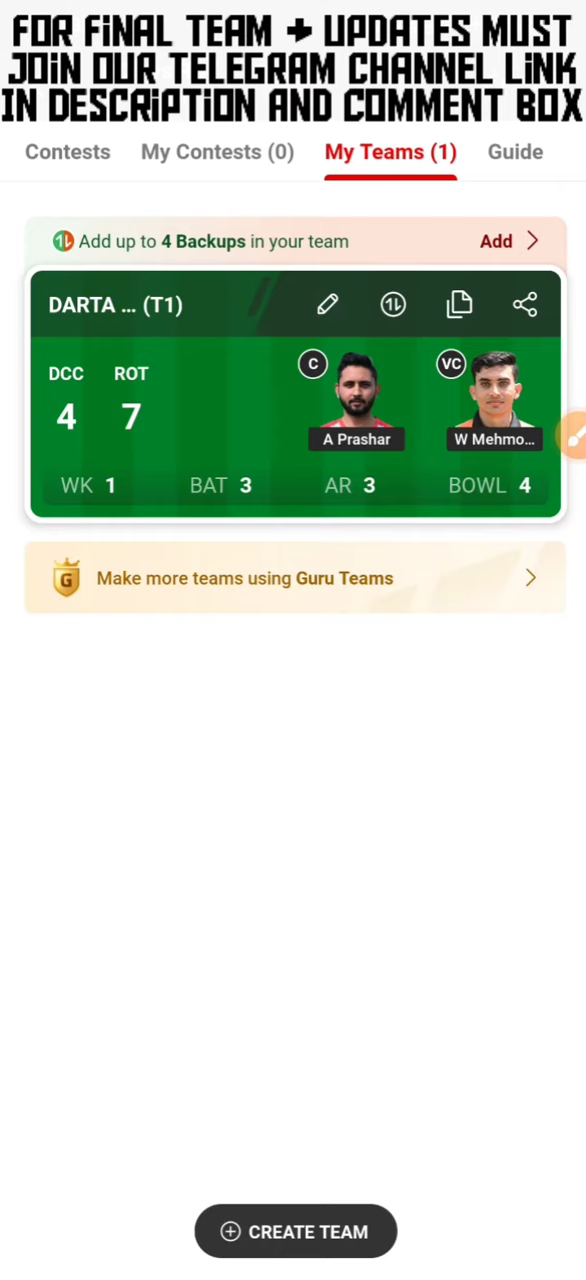 FOR FiNAL TEAM + UPDATES MUST
JOiN OUR TELEGRAM CHANNEL LiNK
IN DESCRiPTiON AND COMMENT BOX
Contests My Contests (0) My Teams (1) Guide
Add up to 4 Backups in your team Add
DARTA ... (T1)
DCC ROT C VC
4 7
A Prashar W Mehmo...
WK 1 BAT 3 AR 3 BOWL 4
G Make more teams using Guru Teams
CREATE TEAM